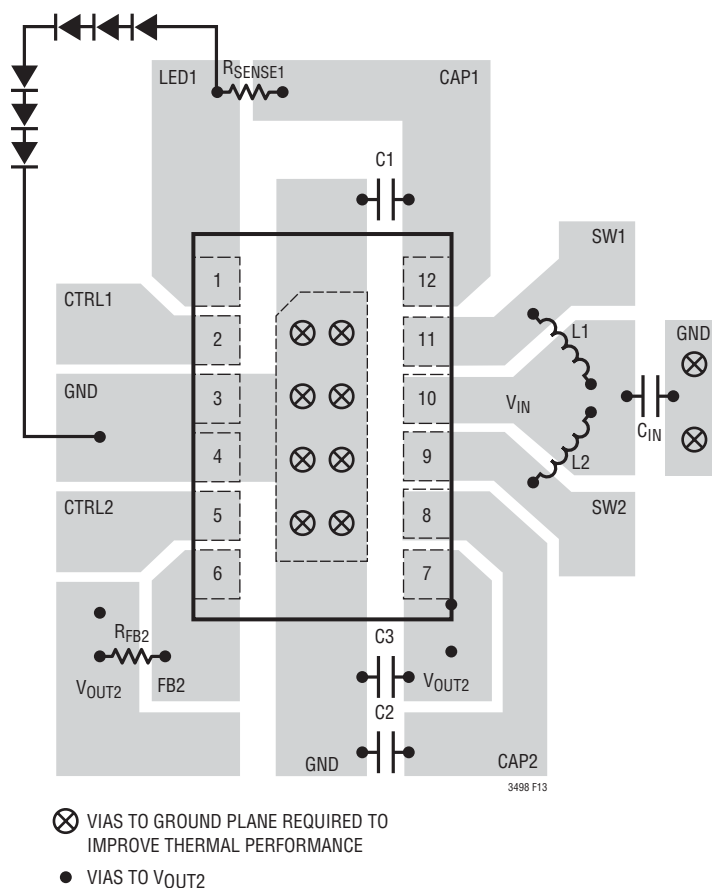 LED1
RSENSE1
CAP1
C1
SW1
1
12
CTRL1
2
11
L1
GND
GND
3
10
VIN
CIN
4
9
L2
CTRL2
5
8
SW2
6
7
RFB2
C3
VOUT2
FB2
VOUT2
C2
GND
CAP2
3498 F13
VIAS TO GROUND PLANE REQUIRED TO
IMPROVE THERMAL PERFORMANCE
VIAS TO VOUT2